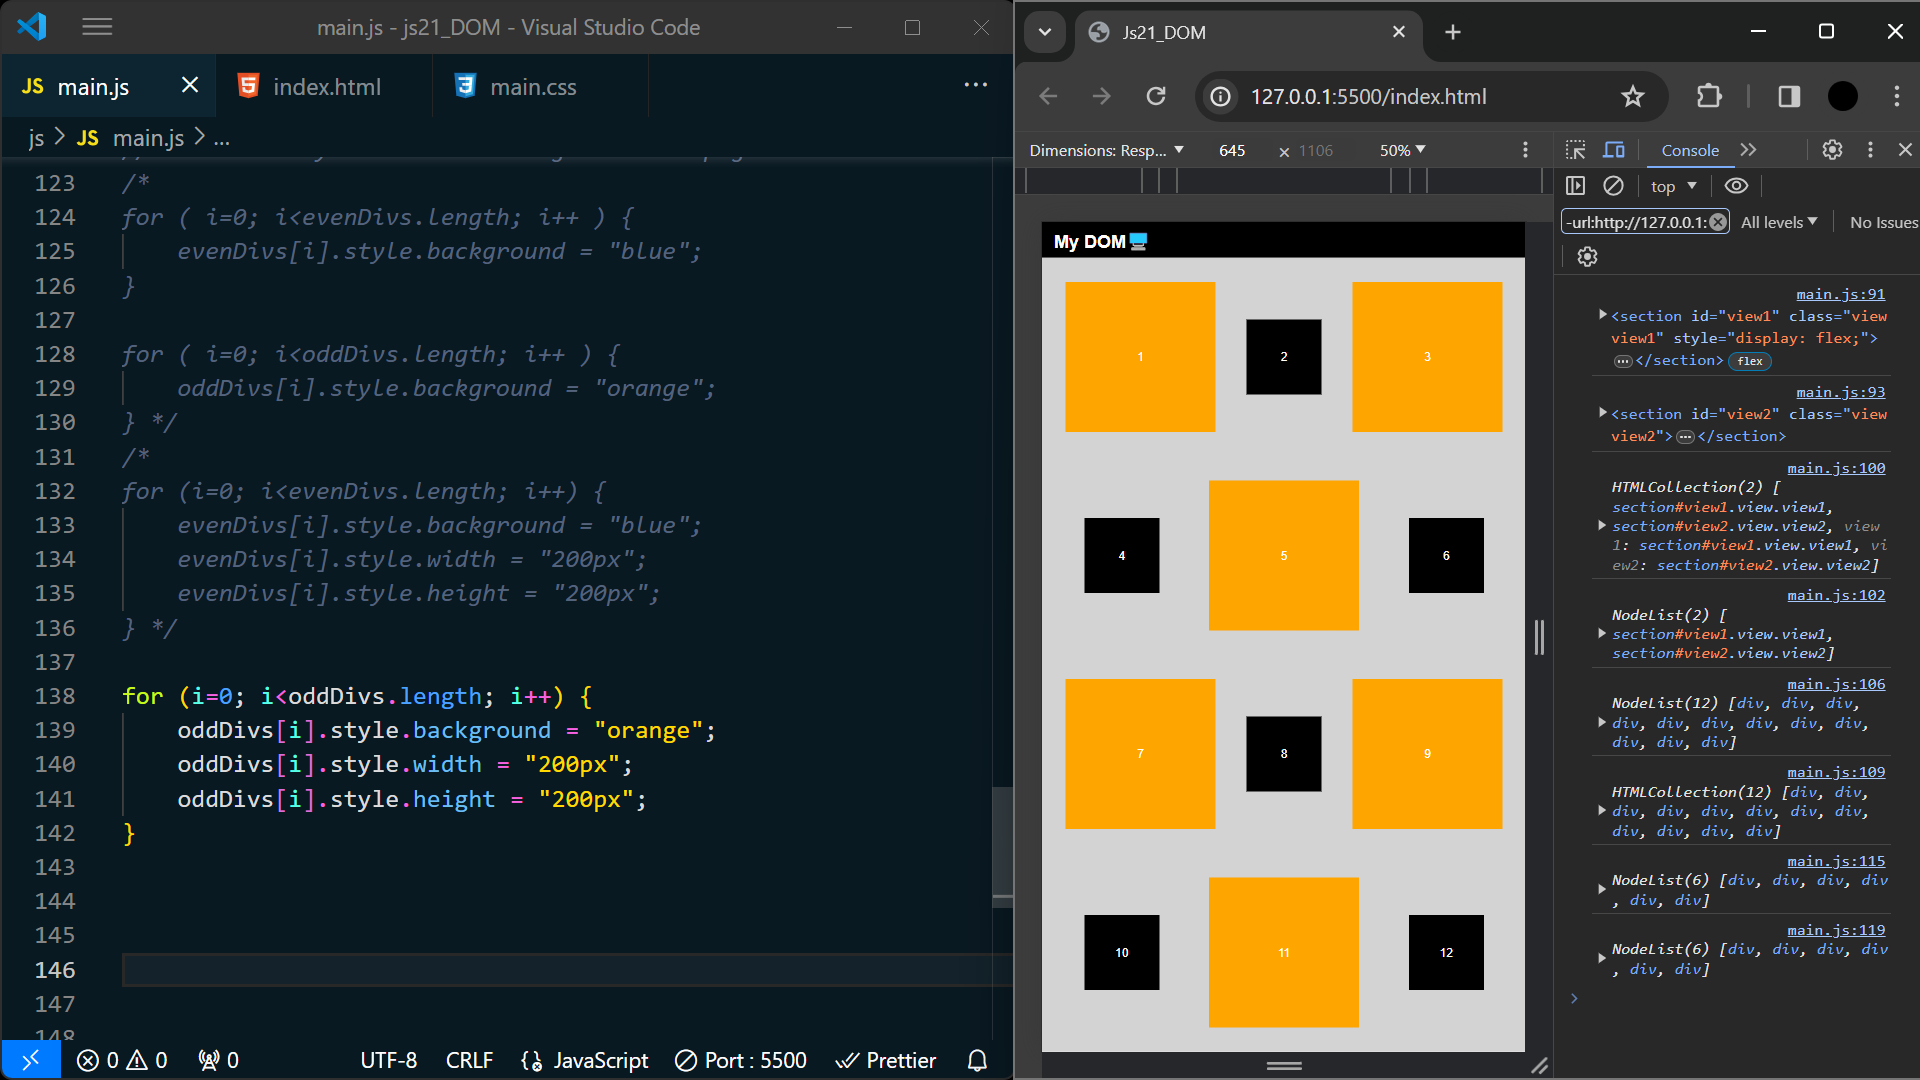 main.js - js21_DOM - Visual Studio Code
JS main.js
index.html
main.css
js > JS main.js > ...
123 /*
124 for ( i=0; i<evenDivs.length; i++ ) {
125 evenDivs[i].style.background = "blue";
126 }
127
128 for ( i=0; i<oddDivs.length; i++ ) {
129 oddDivs[i].style.background = "orange";
130 } */
131 /*
132 for (i=0; i<evenDivs.length; i++) {
133 evenDivs[i].style.background = "blue";
134 evenDivs[i].style.width = "200px";
135 evenDivs[i].style.height = "200px";
136 } */
137
138 for (i=0; i<oddDivs.length; i++) {
139 oddDivs[i].style.background = "orange";
140 oddDivs[i].style.width = "200px";
141 oddDivs[i].style.height = "200px";
142 }
143
144
145
146
147
148
0 0 0 UTF-8 CRLF JavaScript Port : 5500 Prettier
Js21_DOM
127.0.0.1:5500/index.html
Dimensions: Resp... 645 × 1106 50%
My DOM
1
2
3
4
5
6
7
8
9
10
11
12
Console
top
-url:http://127.0.0.1: All levels No Issues
main.js:91
<section id="view1" class="view
view1" style="display: flex;">
… </section> flex
main.js:93
<section id="view2" class="view
view2"> … </section>
main.js:100
HTMLCollection(2) [
section#view1.view.view1,
section#view2.view.view2, view
1: section#view1.view.view1, vi
ew2: section#view2.view.view2]
main.js:102
NodeList(2) [
section#view1.view.view1,
section#view2.view.view2]
main.js:106
NodeList(12) [div, div, div,
div, div, div, div, div, div,
div, div, div]
main.js:109
HTMLCollection(12) [div, div,
div, div, div, div, div, div,
div, div, div, div]
main.js:115
NodeList(6) [div, div, div, div
, div, div]
main.js:119
NodeList(6) [div, div, div, div
, div, div]